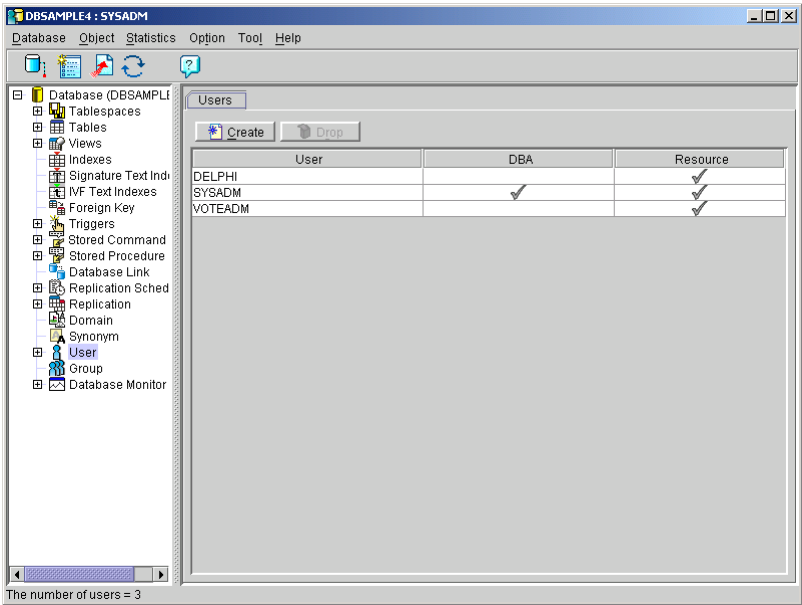 DBSAMPLE4 : SYSADM
Database Object Statistics Option Tool Help
Database (DBSAMPLE
Tablespaces
Tables
Views
Indexes
Signature Text Ind
IVF Text Indexes
Foreign Key
Triggers
Stored Command
Stored Procedure
Database Link
Replication Sched
Replication
Domain
Synonym
User
Group
Database Monitor
Users
Create Drop
User DBA Resource
DELPHI
SYSADM
VOTEADM
The number of users = 3